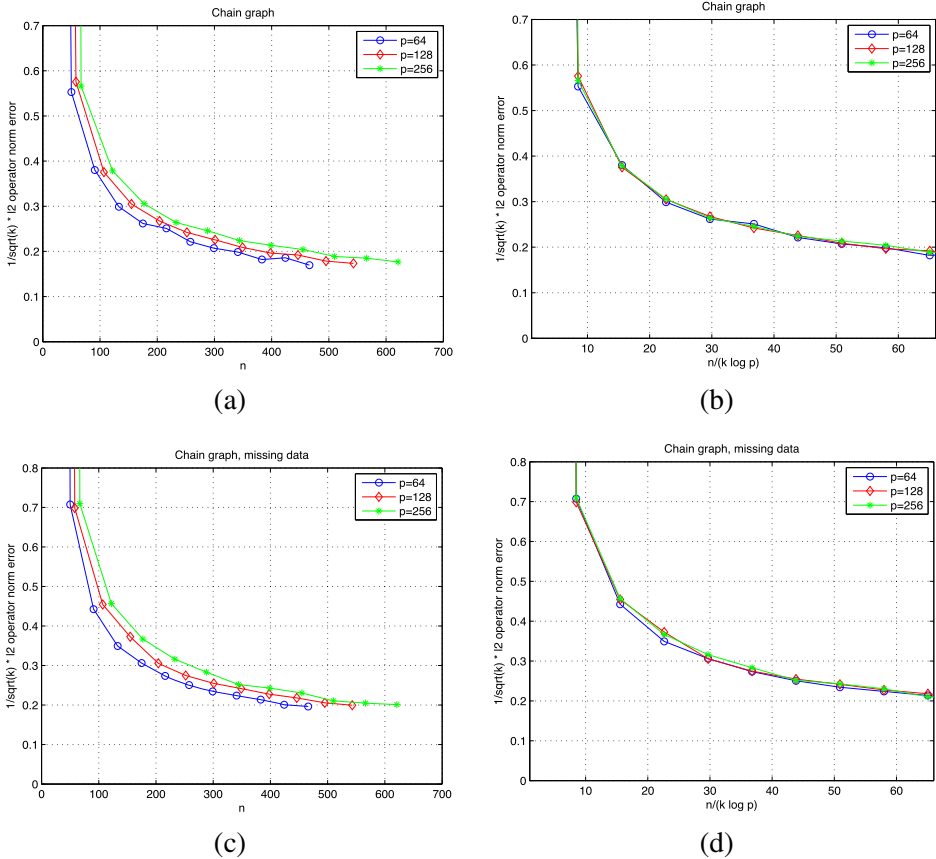 Chain graph
0.7
0.6
0.5
0.4
0.3
0.2
0.1
0
0 100 200 300 400 500 600 700
n
1/sqrt(k) * l2 operator norm error
p=64
p=128
p=256
(a)
Chain graph
0.7
0.6
0.5
0.4
0.3
0.2
0.1
0
10 20 30 40 50 60
n/(k log p)
1/sqrt(k) * l2 operator norm error
p=64
p=128
p=256
(b)
Chain graph, missing data
0.8
0.7
0.6
0.5
0.4
0.3
0.2
0.1
0
0 100 200 300 400 500 600 700
n
1/sqrt(k) * l2 operator norm error
p=64
p=128
p=256
(c)
Chain graph, missing data
0.8
0.7
0.6
0.5
0.4
0.3
0.2
0.1
0
10 20 30 40 50 60
n/(k log p)
1/sqrt(k) * l2 operator norm error
p=64
p=128
p=256
(d)